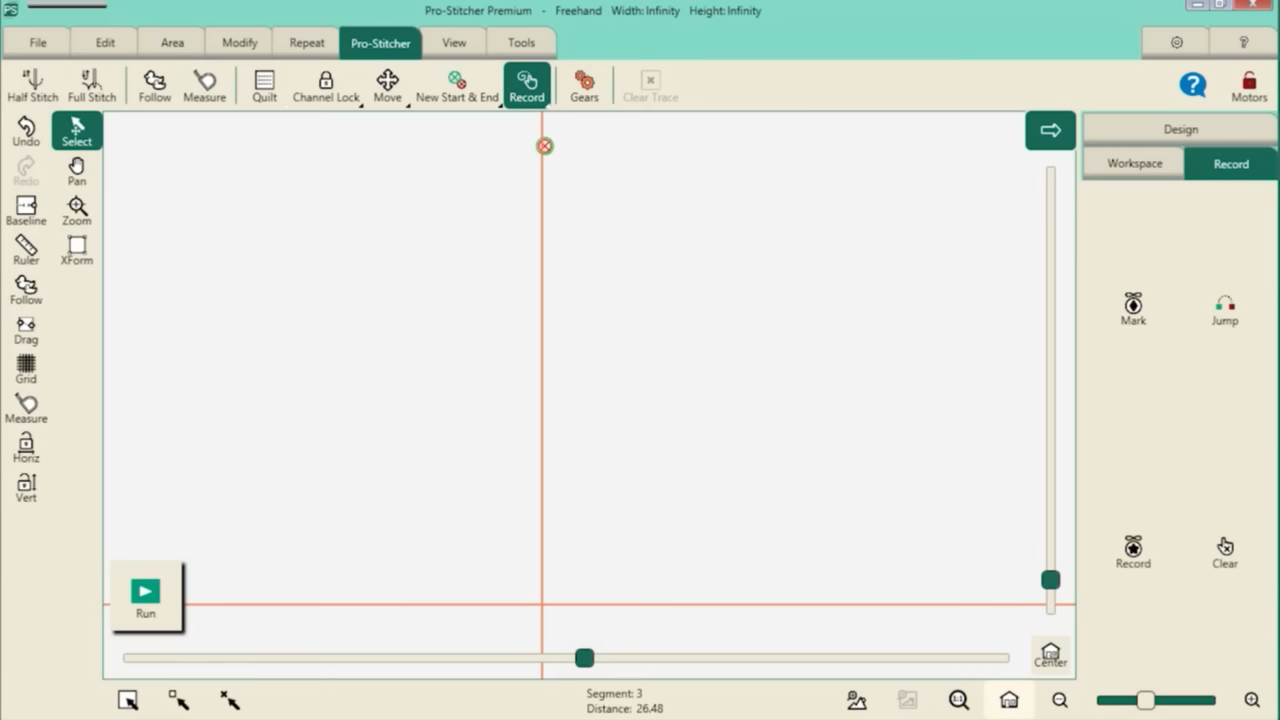 PS
Pro-Stitcher Premium - Freehand Width: Infinity Height: Infinity
File Edit Area Modify Repeat Pro-Stitcher View Tools ?
Half Stitch Full Stitch Follow Measure Quilt Channel Lock Move New Start & End Record Gears Clear Trace ? Motors
Undo Select
Redo Pan
Baseline Zoom
Ruler XForm
Follow
Drag
Grid
Measure
Horiz
Vert
Run
Center
Design
Workspace Record
Mark Jump
Record Clear
Segment: 3
Distance: 26.48
1:1